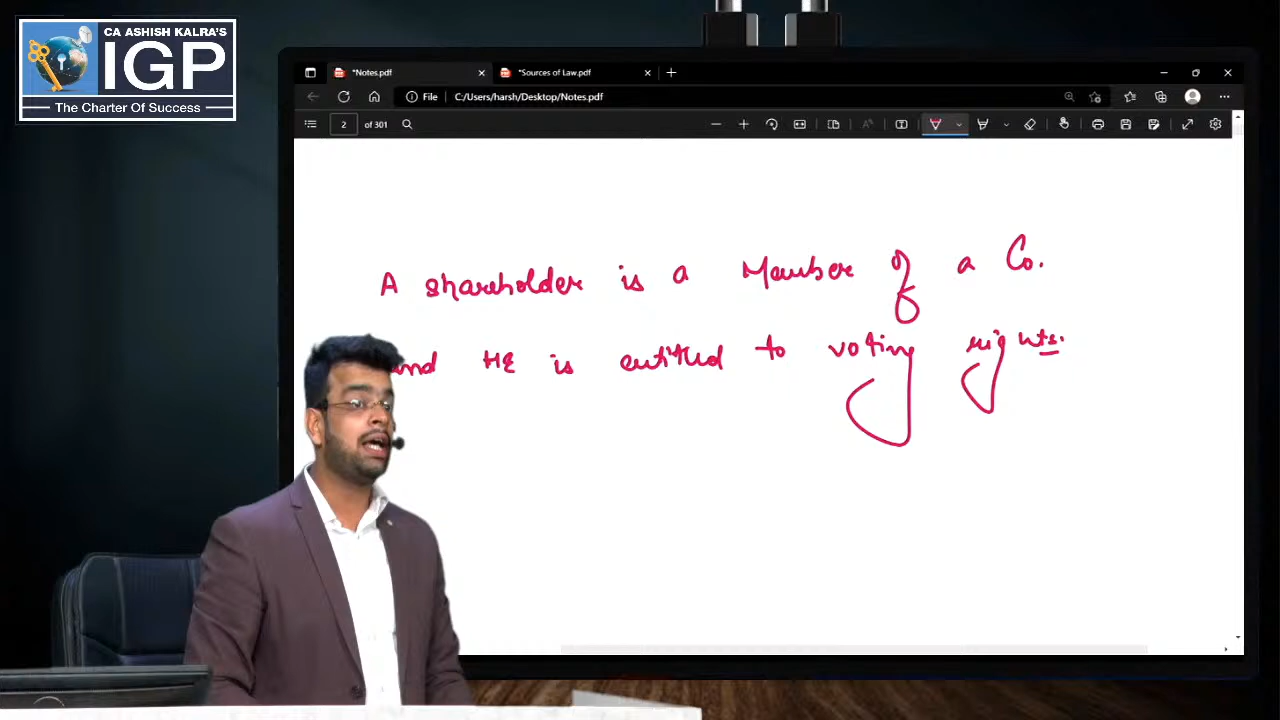 CA ASHISH KALRA'S
IGP
The Charter Of Success
*Notes.pdf
*Sources of Law.pdf
File C:/Users/harsh/Desktop/Notes.pdf
2 of 301
A shareholder is a Member of a Co.
and HE is entitled to voting rights.